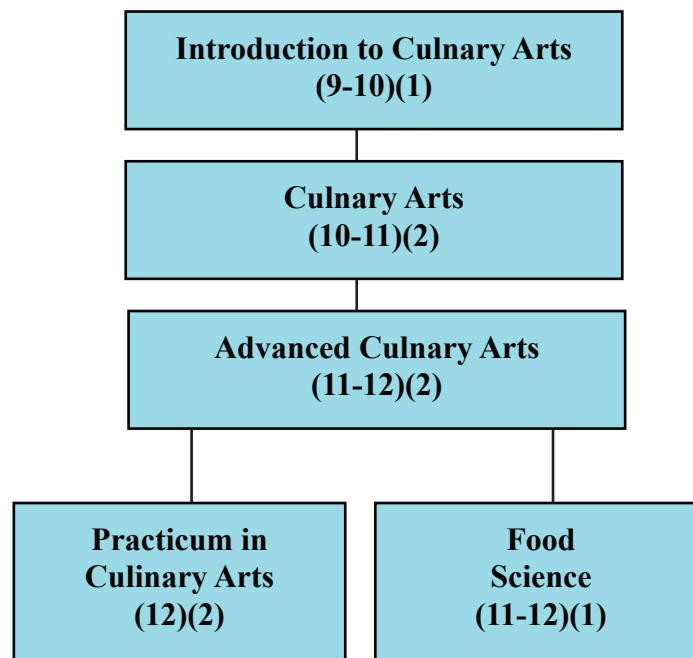 Introduction to Culnary Arts
(9-10)(1)
Culnary Arts
(10-11)(2)
Advanced Culnary Arts
(11-12)(2)
Practicum in
Culinary Arts
(12)(2)
Food
Science
(11-12)(1)